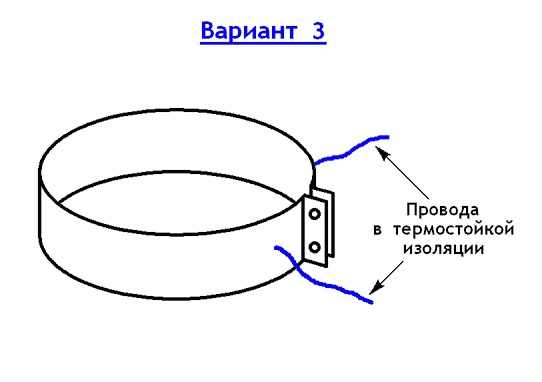 Вариант 3
Провода
в термостойкой
изоляции